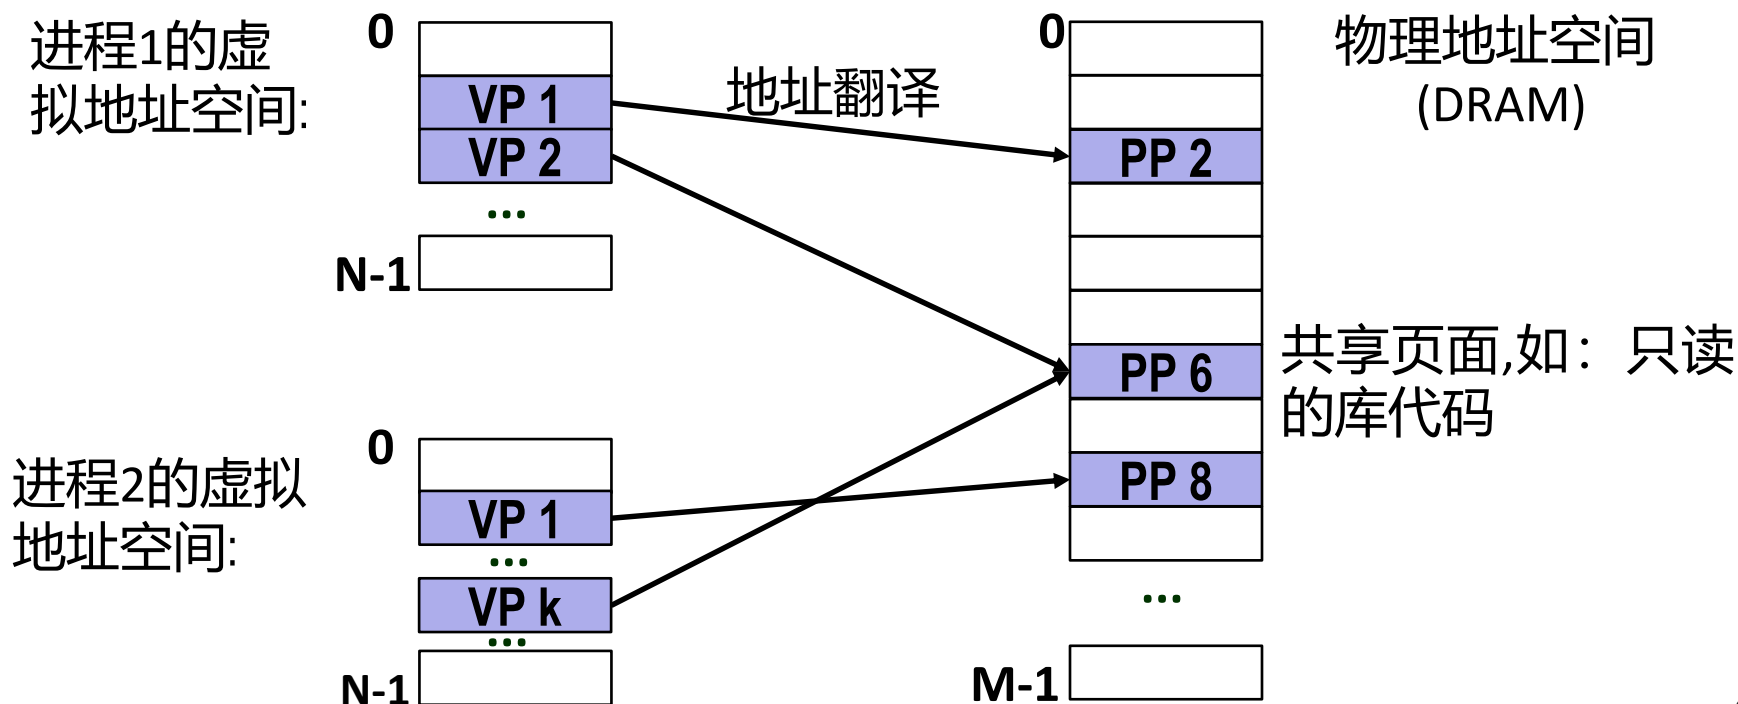 进程1的虚
拟地址空间:
0
VP 1
VP 2
...
N-1
地址翻译
0
PP 2
PP 6
PP 8
...
M-1
物理地址空间
(DRAM)
共享页面,如：只读
的库代码
进程2的虚拟
地址空间:
0
VP 1
...
VP k
...
N-1